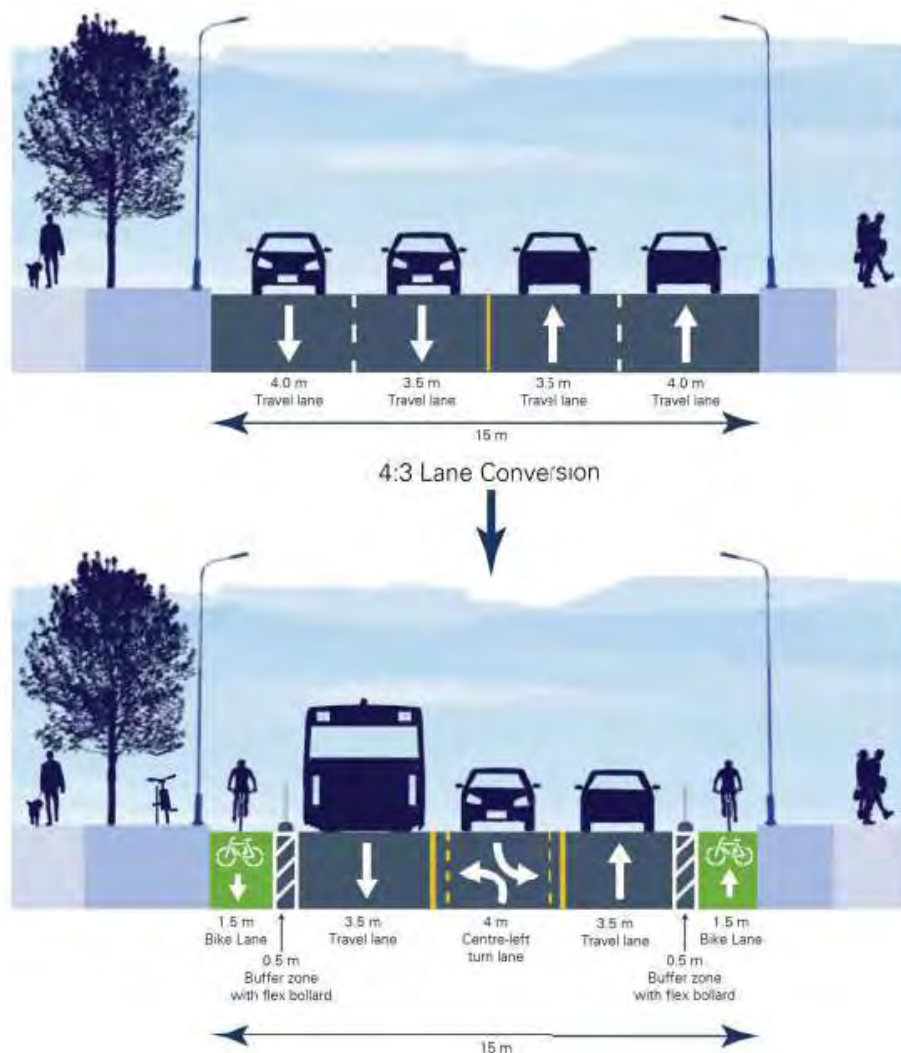 4.0 m
Travel lane
3.5 m
Travel lane
3.5 m
Travel lane
4.0 m
Travel lane
15 m
4:3 Lane Conversion
1.5 m
Bike Lane
0.5 m
Buffer zone
with flex bollard
3.5 m
Travel lane
4 m
Centre-left
turn lane
3.5 m
Travel lane
0.5 m
Buffer zone
with flex bollard
1.5 m
Bike Lane
15 m